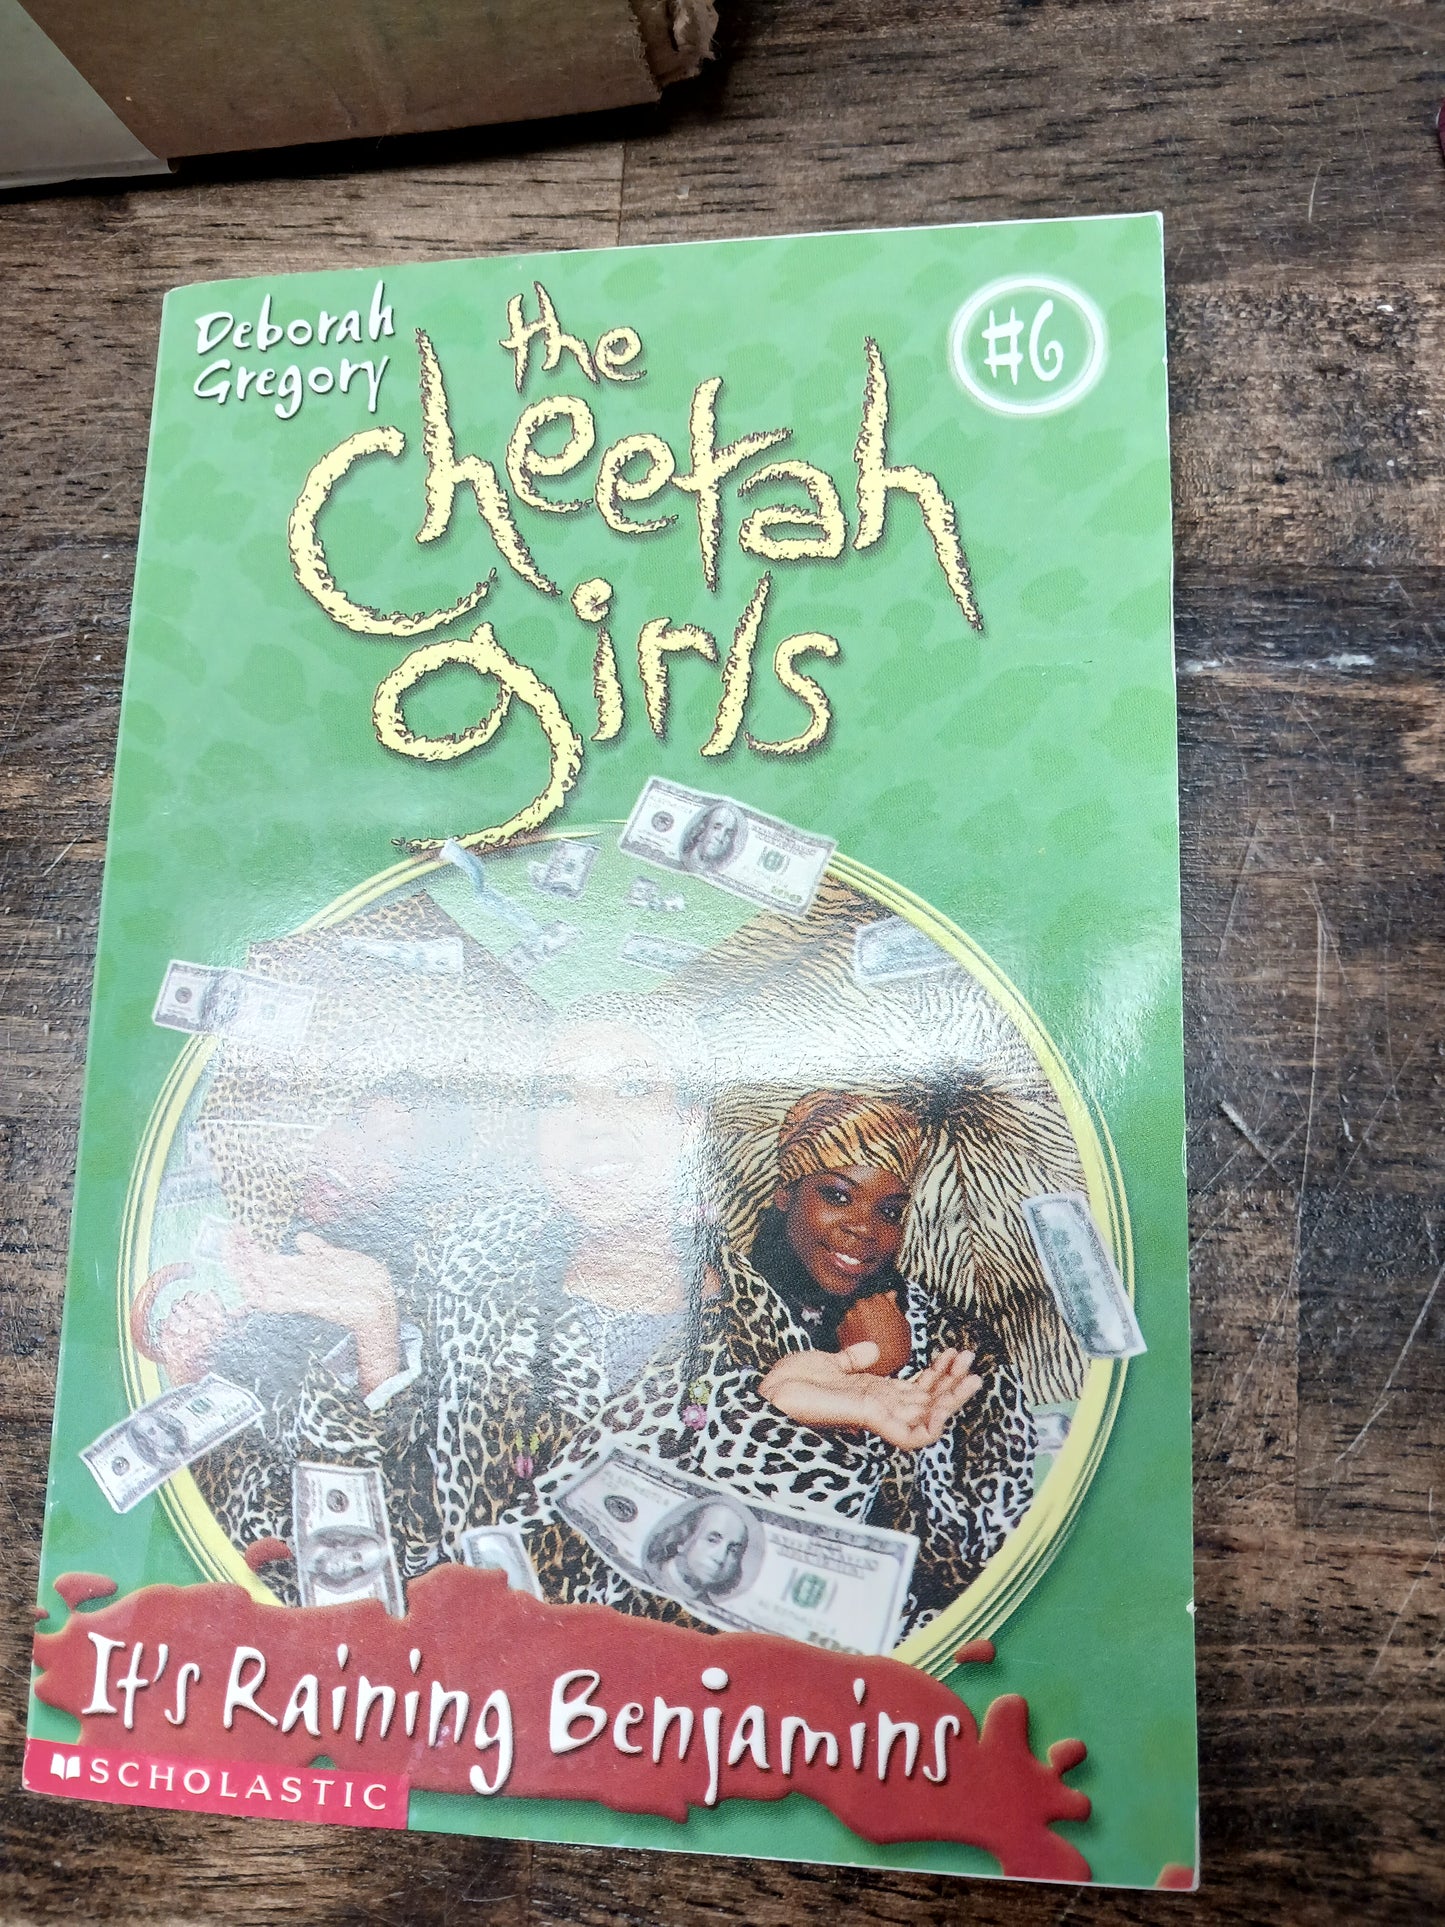 Deborah
Gregory
the
cheetah
girls
#6
It's Raining Benjamins
SCHOLASTIC